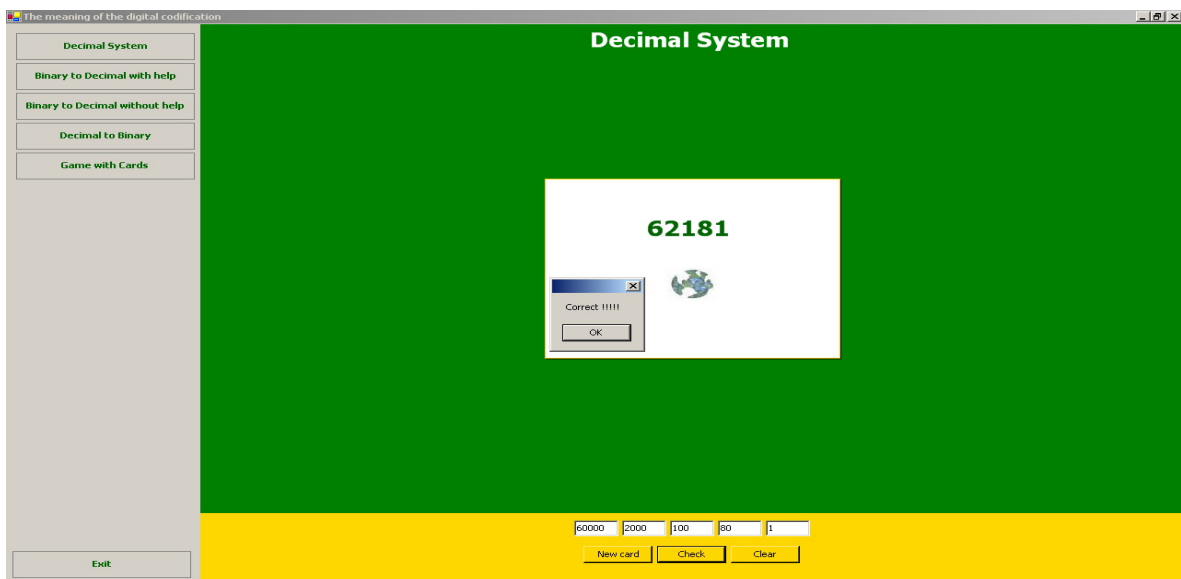 The meaning of the digital codification
Decimal System
Binary to Decimal with help
Binary to Decimal without help
Decimal to Binary
Game with Cards
Exit
Decimal System
62181
Correct !!!!!
OK
60000 2000 100 80 1
New card Check Clear